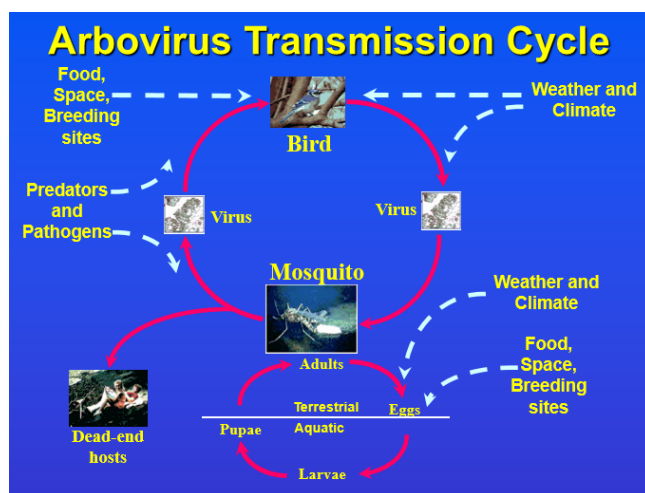 Arbovirus Transmission Cycle
Food,
Space,
Breeding
sites
Weather and
Climate
Bird
Predators
and
Pathogens
Virus
Virus
Mosquito
Weather and
Climate
Adults
Food,
Space,
Breeding
sites
Terrestrial
Eggs
Pupae
Aquatic
Dead-end
hosts
Larvae